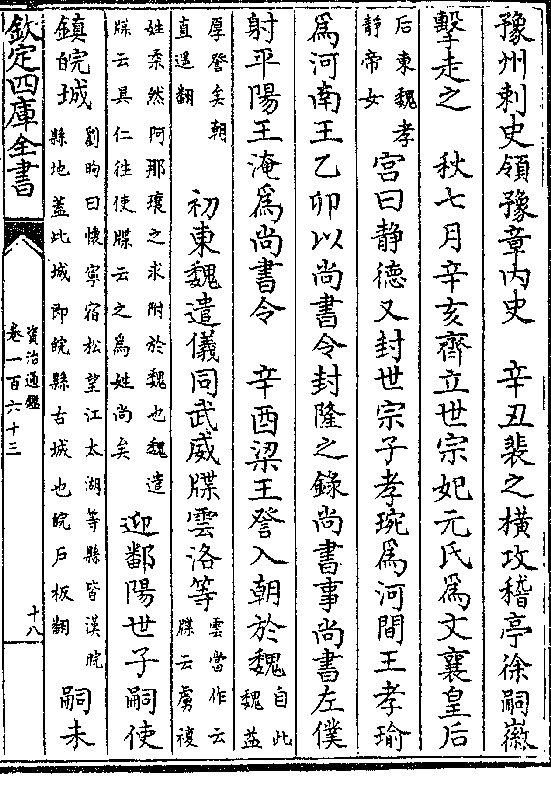 豫州刺史領豫章内史　辛丑裴之横攻稽亭徐嗣徽
擊走之　秋七月辛亥齊立世宗妃元氏為文襄皇后
后東魏孝静帝女宫曰静德又封世宗子孝琬為河間王孝瑜
為河南王乙卯以尚書令封隆之錄尚書事尚書左僕
射平陽王淹為尚書令　辛酉梁王詧入朝於魏自此魏益
厚詧矣朝直遥翻　初東魏遣儀同武威牒雲洛等雲當作云牒云虜複
姓柔然阿那瓌之求附於魏也魏遣牒云具仁往使牒云之為姓尚矣迎鄱陽世子嗣使
鎮皖城劉昫曰懷寧宿松望江太湖等縣皆漢皖縣地蓋此城即皖縣古城也皖戶板翻嗣未
欽定四庫全書
資治通鑑
卷一百六十三
十八